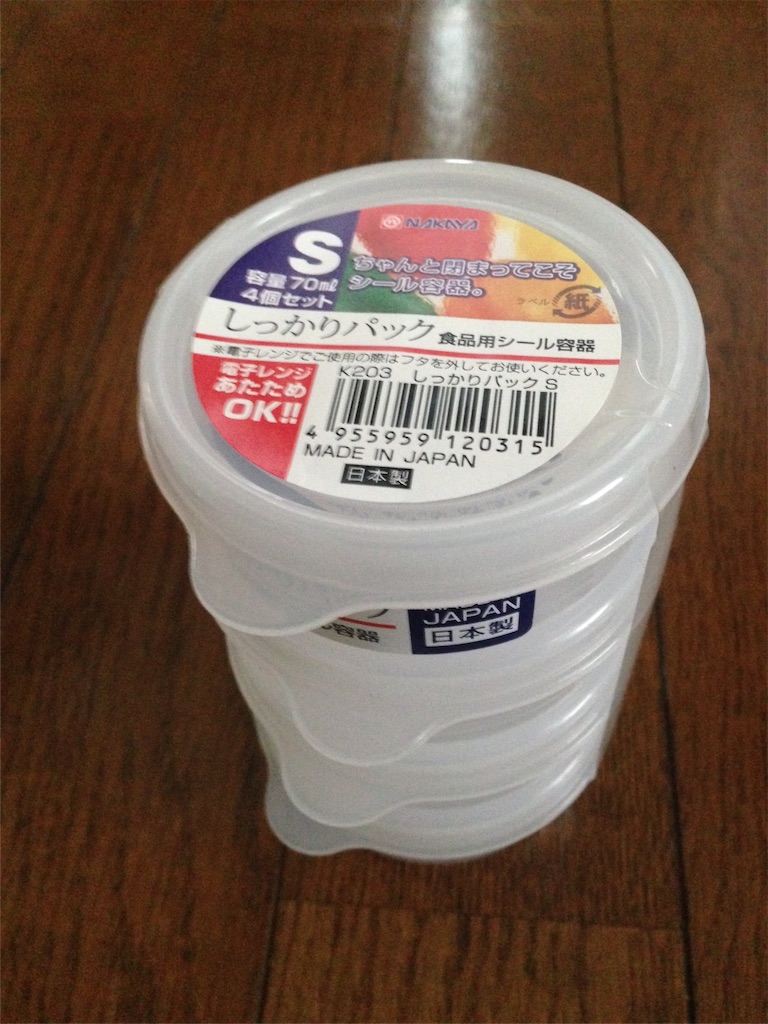 NAKAYA
S
容量70ml
4個セット
ちゃんと閉まってこそ
シール容器。
ラベル 紙
しっかりパック 食品用シール容器
※電子レンジでご使用の際はフタを外してお使いください。
電子レンジ
あたため
OK!!
K203 しっかりパック S
4 955959 120315
MADE IN JAPAN
日本製
容器
JAPAN
日本製